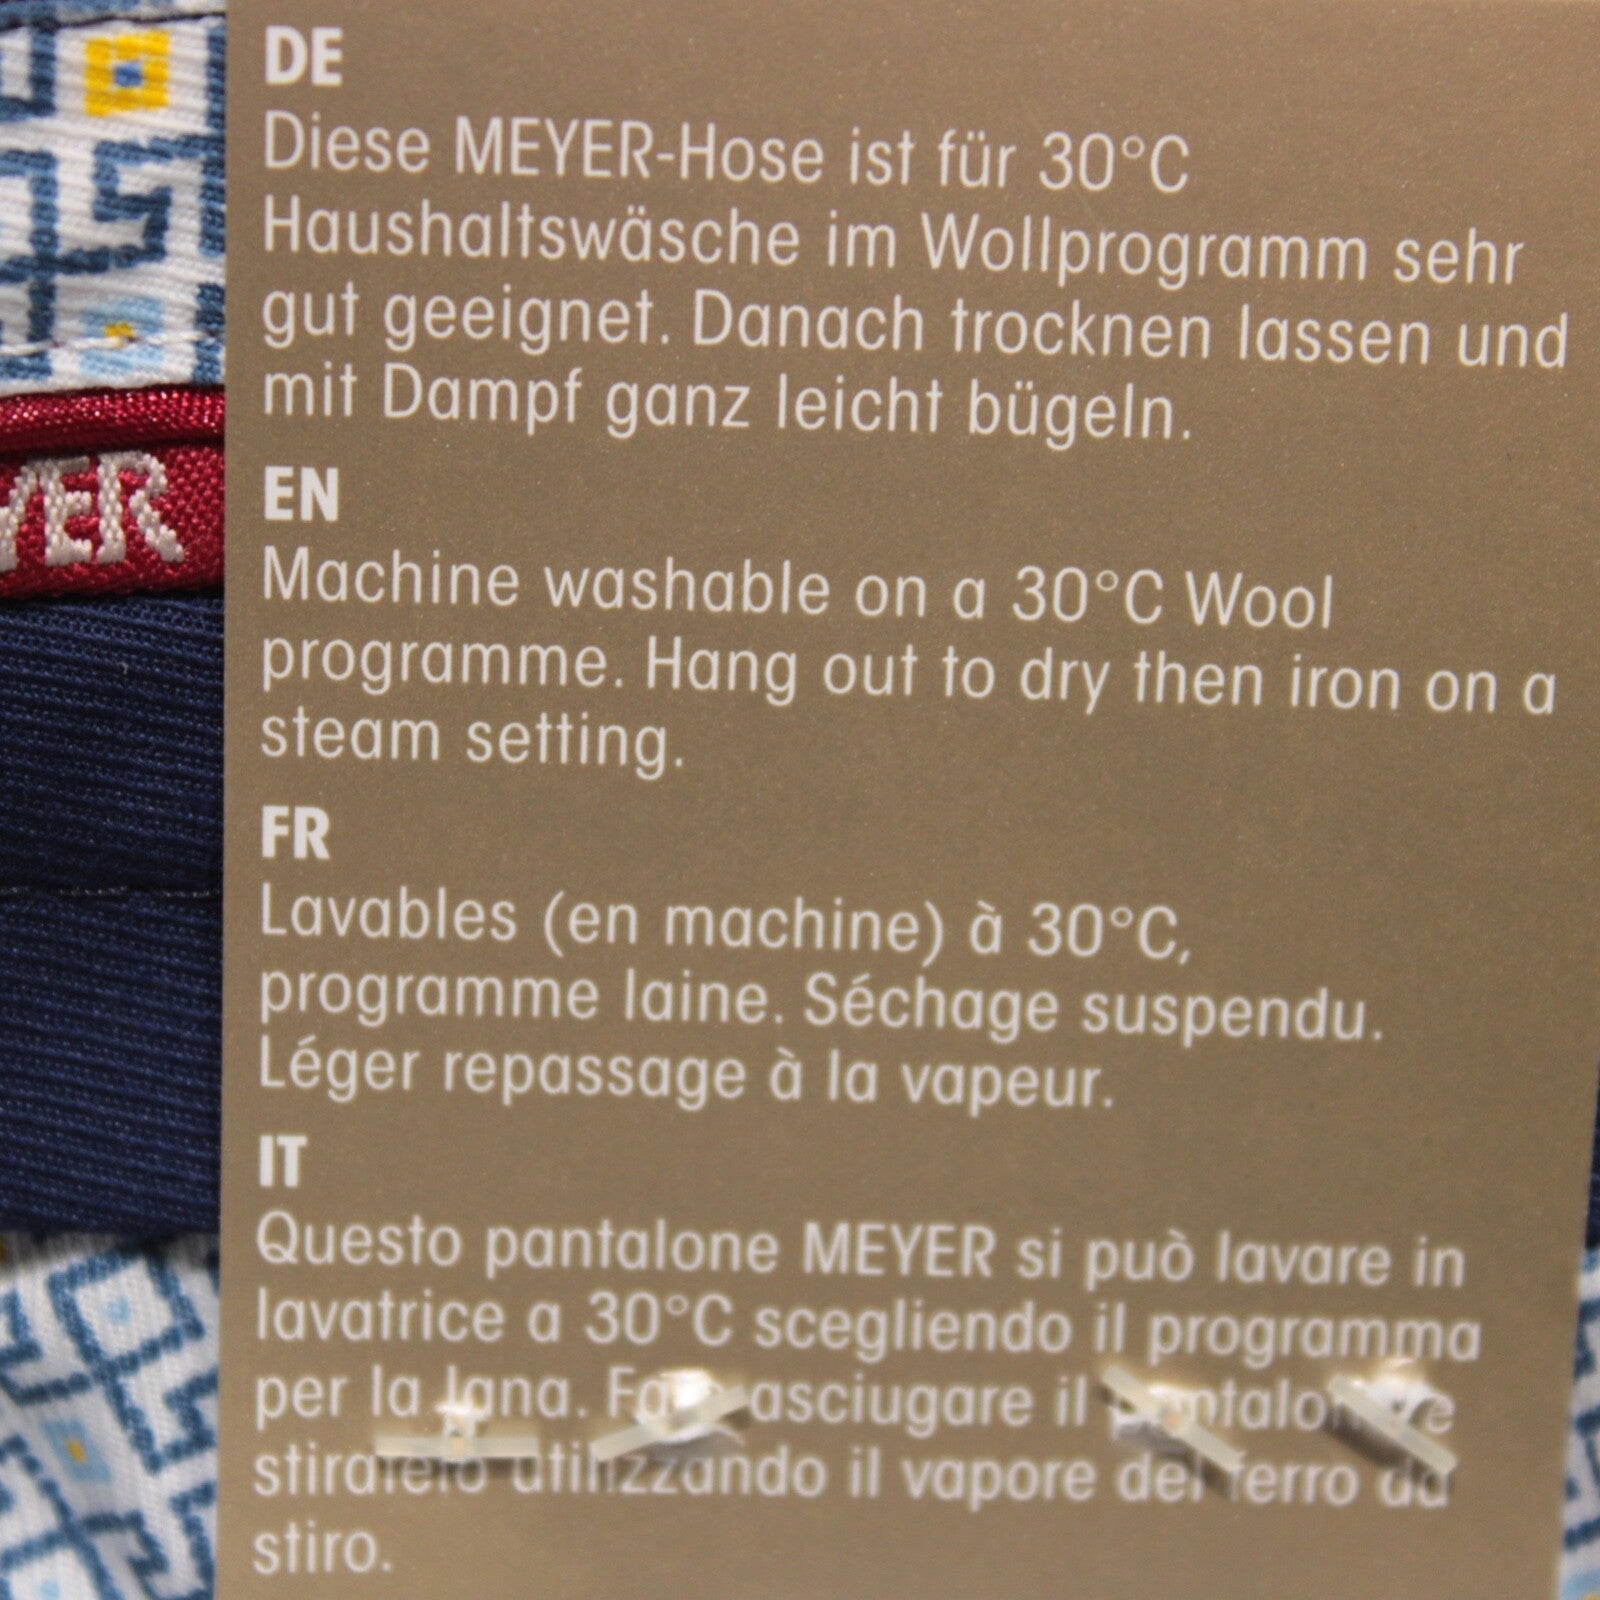 DE
Diese MEYER-Hose ist für 30°C
Haushaltswäsche im Wollprogramm sehr
gut geeignet. Danach trocknen lassen und
mit Dampf ganz leicht bügeln.
EN
Machine washable on a 30°C Wool
programme. Hang out to dry then iron on a
steam setting.
FR
Lavables (en machine) à 30°C,
programme laine. Séchage suspendu.
Léger repassage à la vapeur.
IT
Questo pantalone MEYER si può lavare in
lavatrice a 30°C scegliendo il programma
per la lana. asciugare il e
utilizzando il vapore del ferro da
stiro.
YER